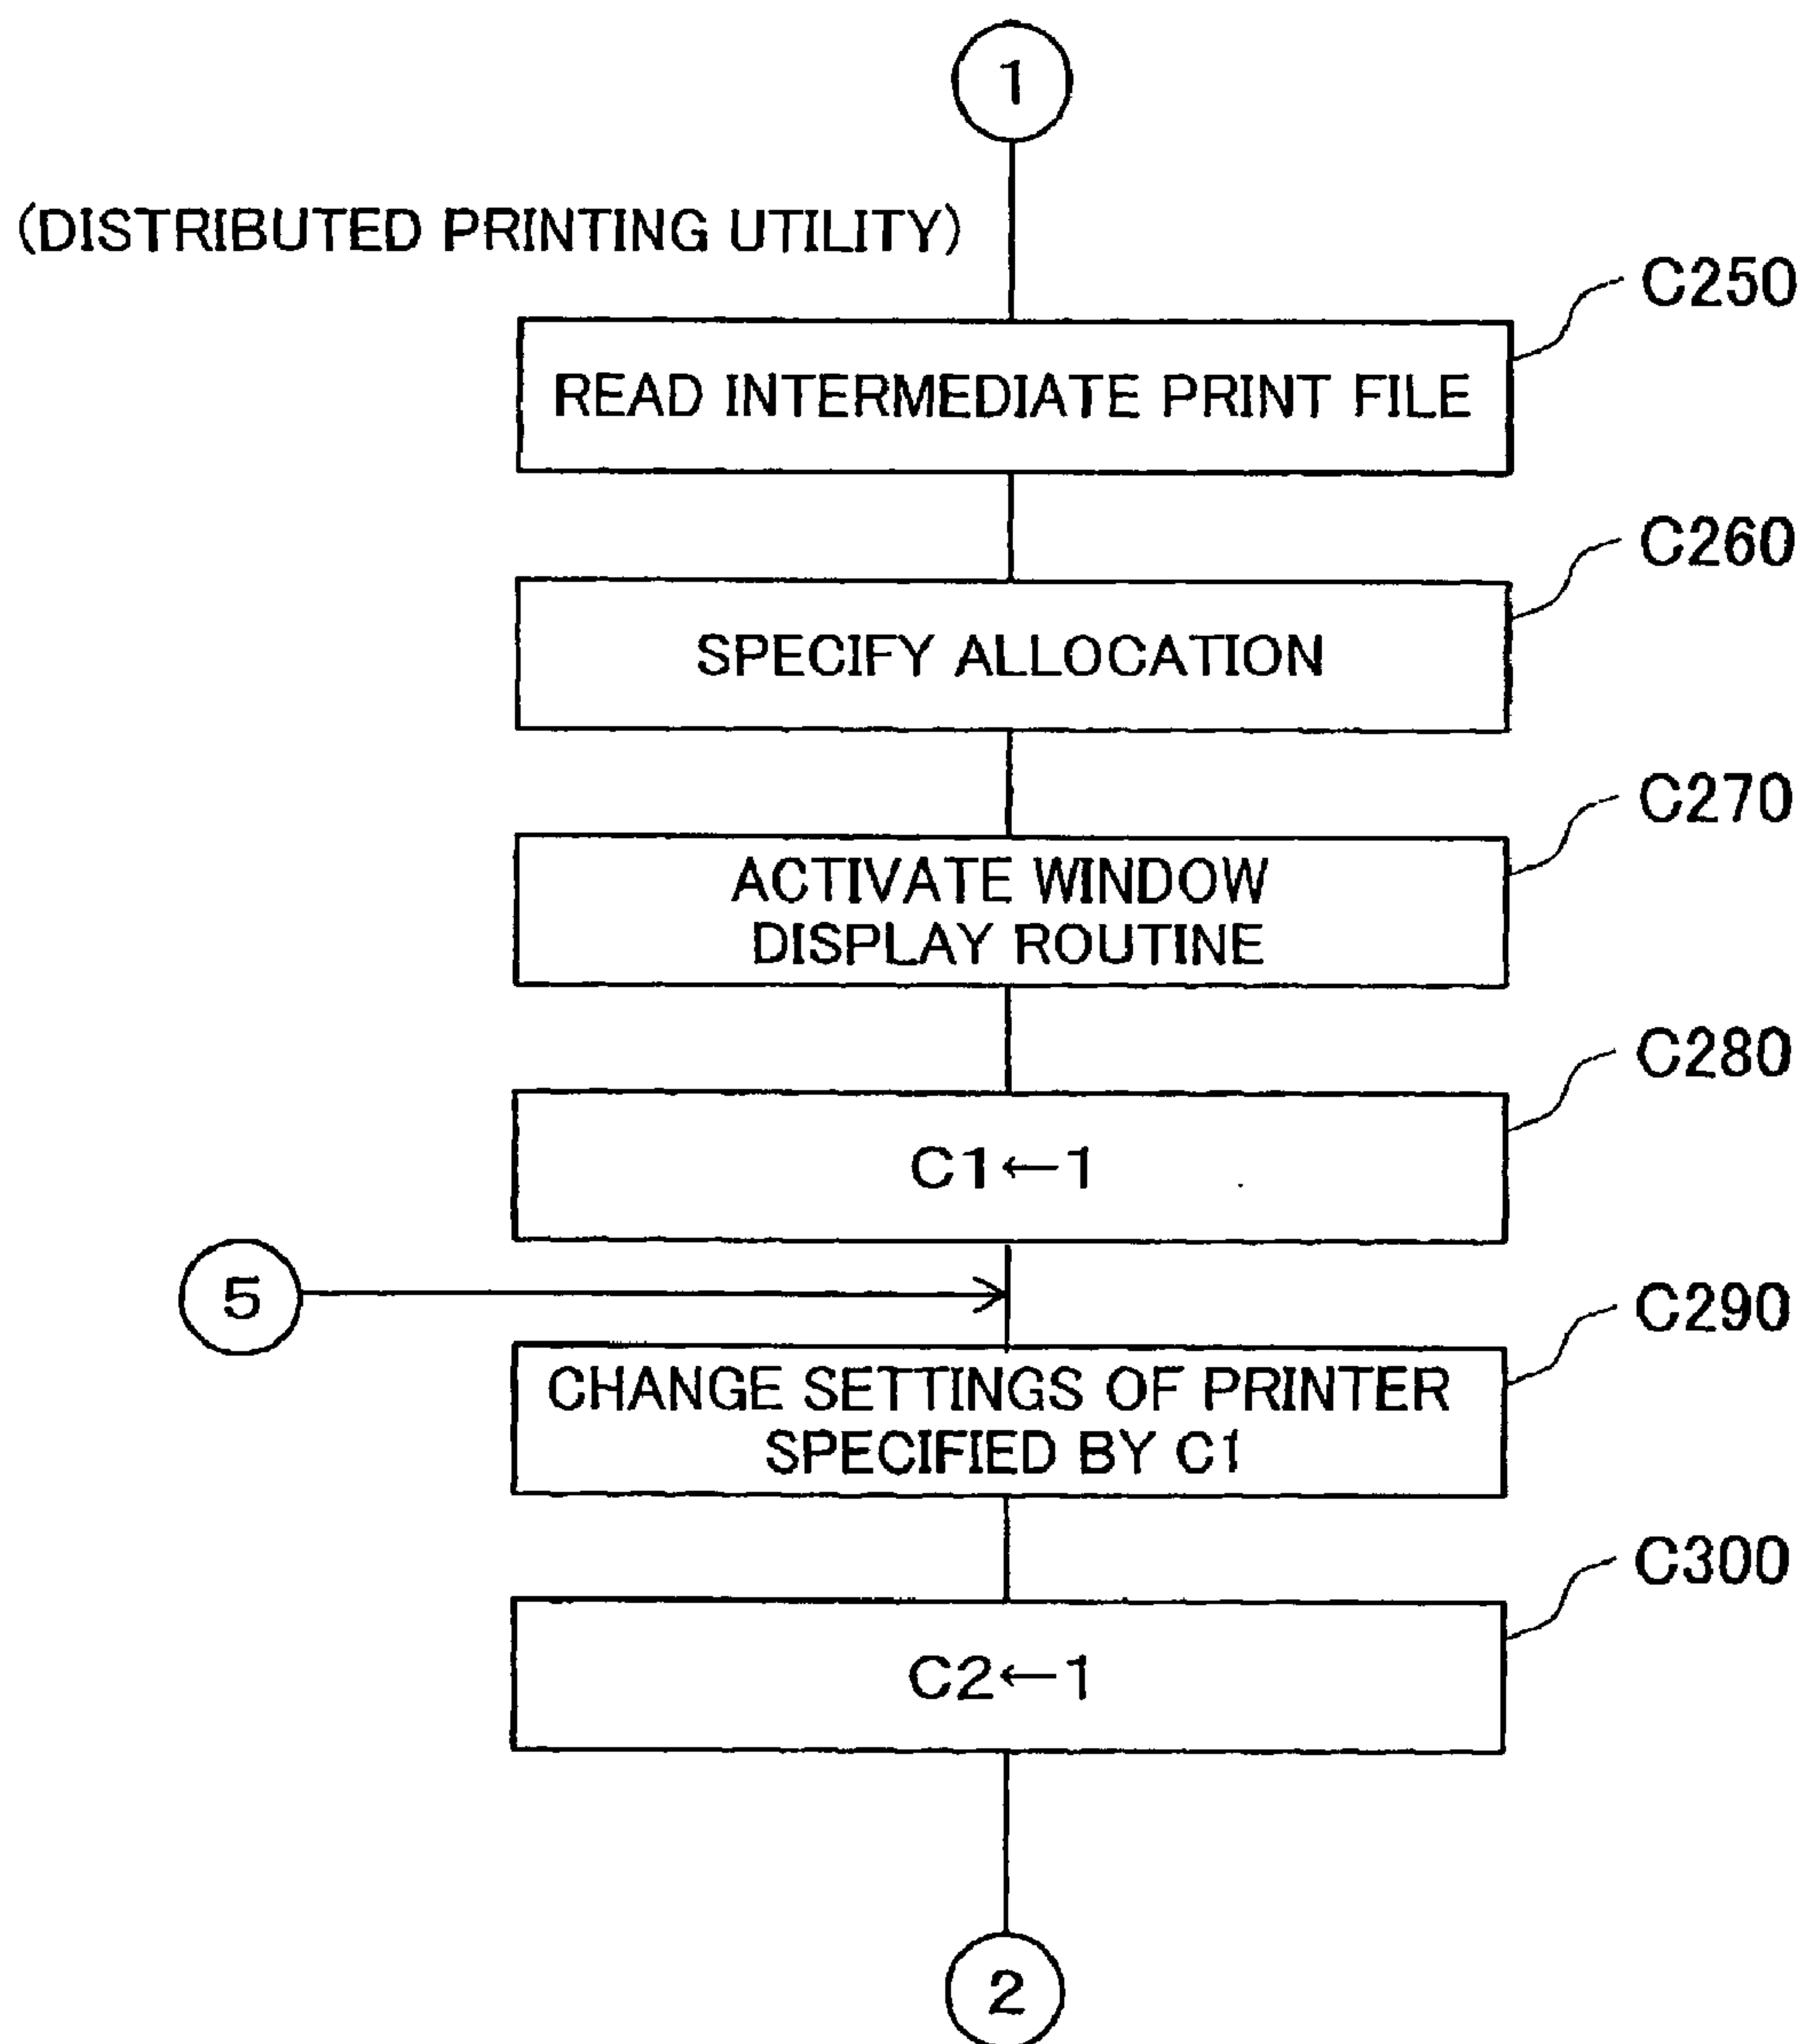 1
(DISTRIBUTED PRINTING UTILITY)
C250
READ INTERMEDIATE PRINT FILE
C260
SPECIFY ALLOCATION
C270
ACTIVATE WINDOW
DISPLAY ROUTINE
C280
C1←1
5
C290
CHANGE SETTINGS OF PRINTER
SPECIFIED BY C1
C300
C2←1
2